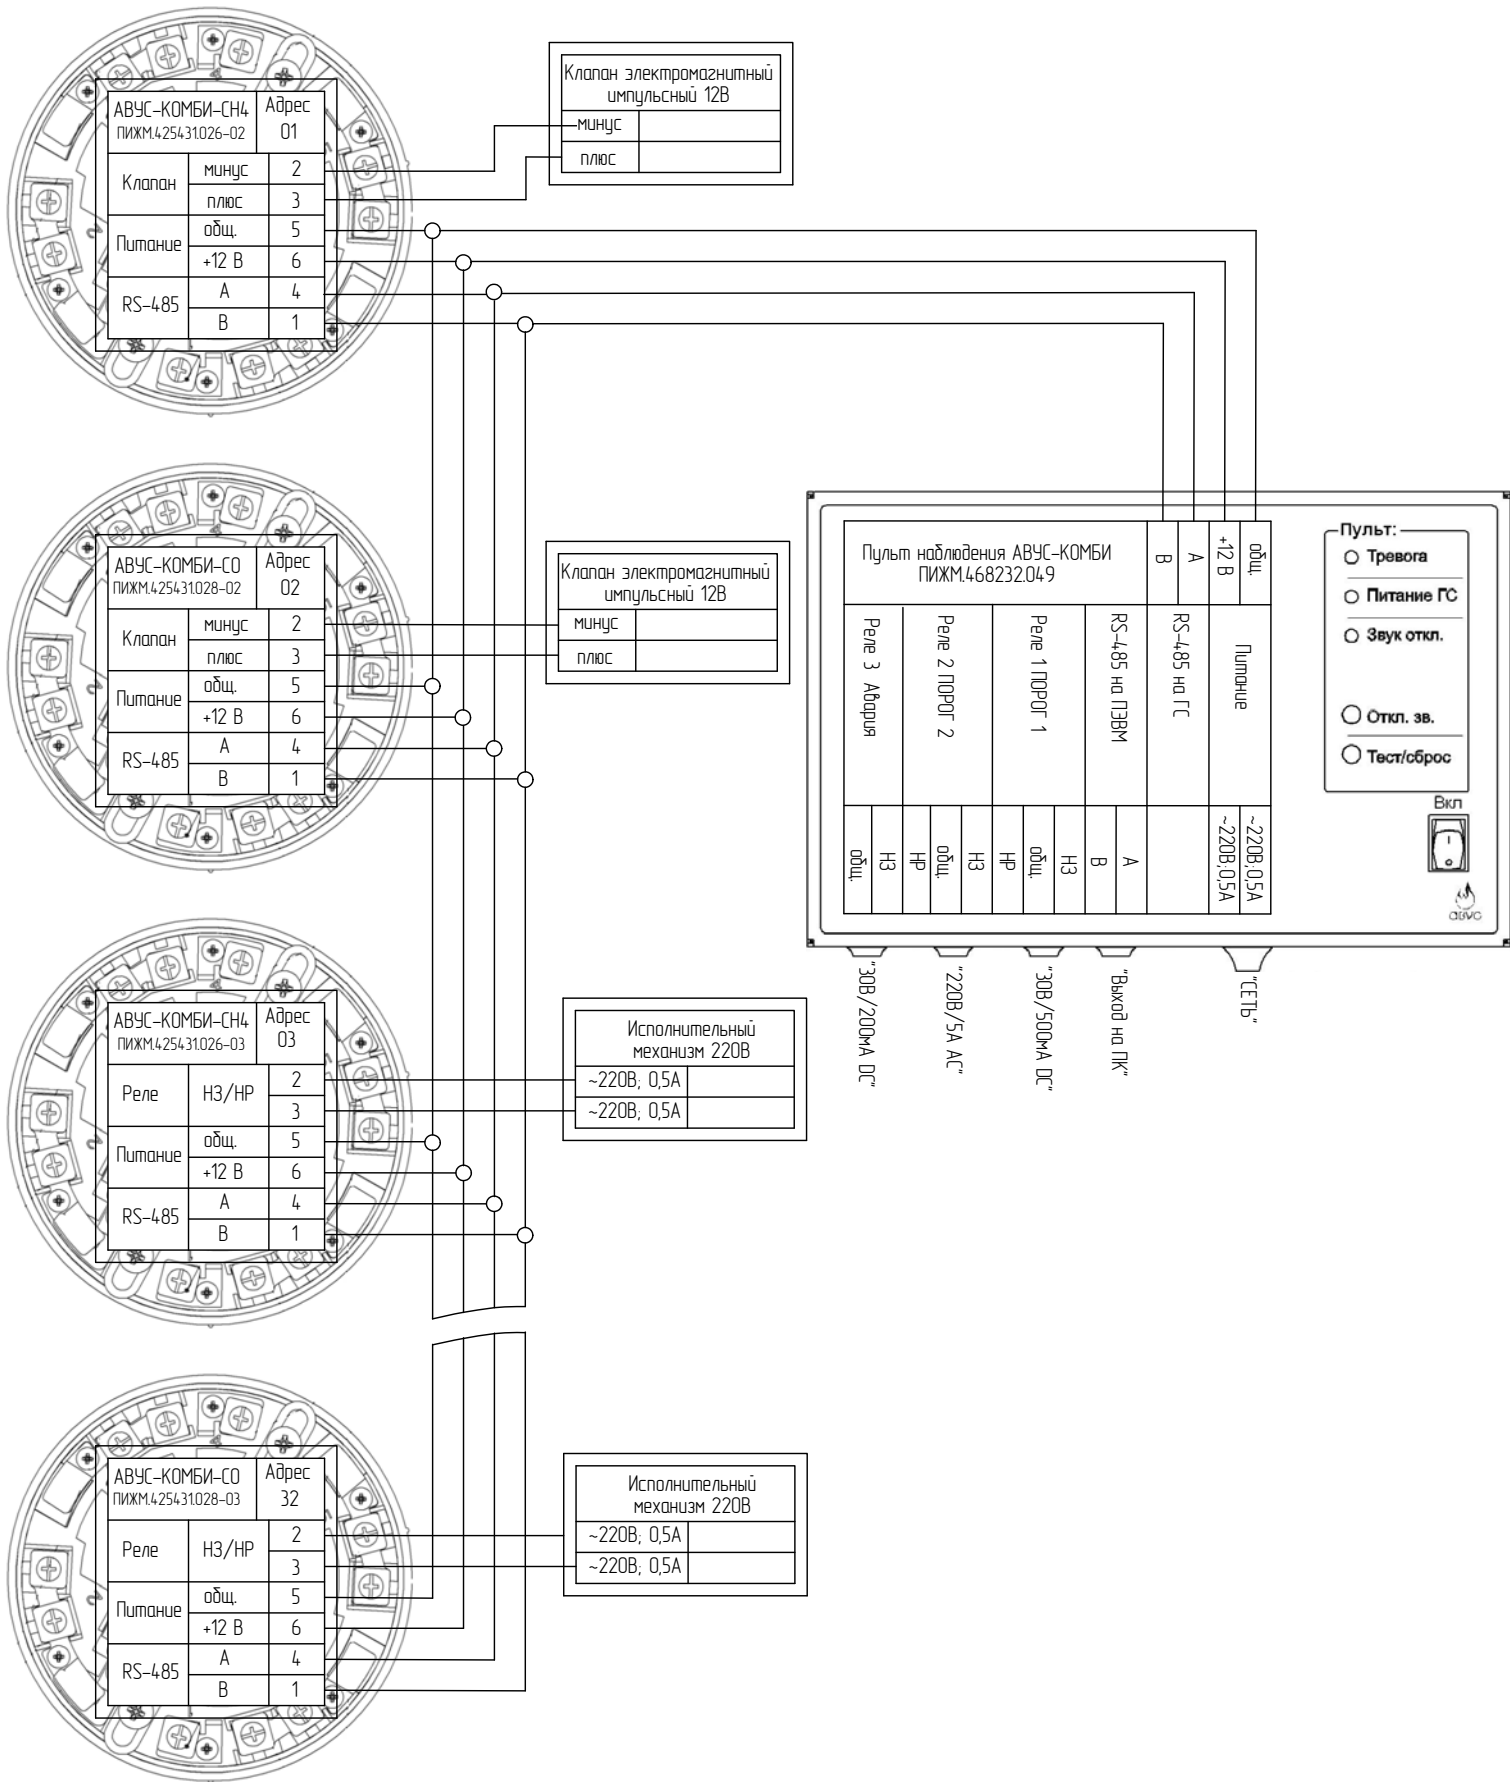 АВУС-КОМБИ-СН4
ПИЖМ.425431.026-02
Адрес
01
Клапан
минус
2
плюс
3
Питание
общ.
5
+12 В
6
RS-485
А
4
В
1
Клапан электромагнитный
импульсный 12В
минус
плюс
АВУС-КОМБИ-СО
ПИЖМ.425431.028-02
Адрес
02
Клапан
минус
2
плюс
3
Питание
общ.
5
+12 В
6
RS-485
А
4
В
1
Клапан электромагнитный
импульсный 12В
минус
плюс
АВУС-КОМБИ-СН4
ПИЖМ.425431.026-03
Адрес
03
Реле
НЗ/НР
2
3
Питание
общ.
5
+12 В
6
RS-485
А
4
В
1
Исполнительный
механизм 220В
~220В; 0,5А
~220В; 0,5А
АВУС-КОМБИ-СО
ПИЖМ.425431.028-03
Адрес
32
Реле
НЗ/НР
2
3
Питание
общ.
5
+12 В
6
RS-485
А
4
В
1
Исполнительный
механизм 220В
~220В; 0,5А
~220В; 0,5А
Пульт наблюдения АВУС-КОМБИ
ПИЖМ.468232.049
В
А
+12 В
общ.
Реле 3 Авария
Реле 2 ПОРОГ 2
Реле 1 ПОРОГ 1
RS-485 на ПЭВМ
RS-485 на ГС
Питание
общ.
НЗ
НР
общ.
НЗ
НР
общ.
НЗ
В
А
~220В;0,5А
~220В;0,5А
"30В/200мА DC"
"220В/5А АС"
"30В/500мА DC"
"Выход на ПК"
"СЕТЬ"
Пульт:
Тревога
Питание ГС
Звук откл.
Откл. зв.
Тест/сброс
Вкл
авус